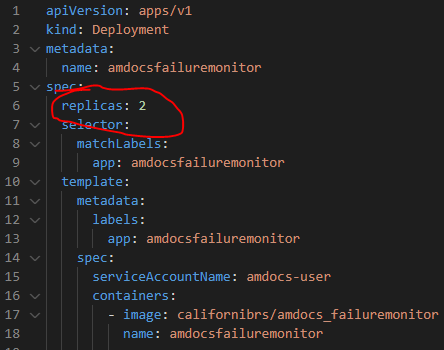 1 apiVersion: apps/v1
2 kind: Deployment
3 metadata:
4 name: amdocsfailuremonitor
5 spec:
6 replicas: 2
7 selector:
8 matchLabels:
9 app: amdocsfailuremonitor
10 template:
11 metadata:
12 labels:
13 app: amdocsfailuremonitor
14 spec:
15 serviceAccountName: amdocs-user
16 containers:
17 - image: californibrs/amdocs_failuremonitor
18 name: amdocsfailuremonitor